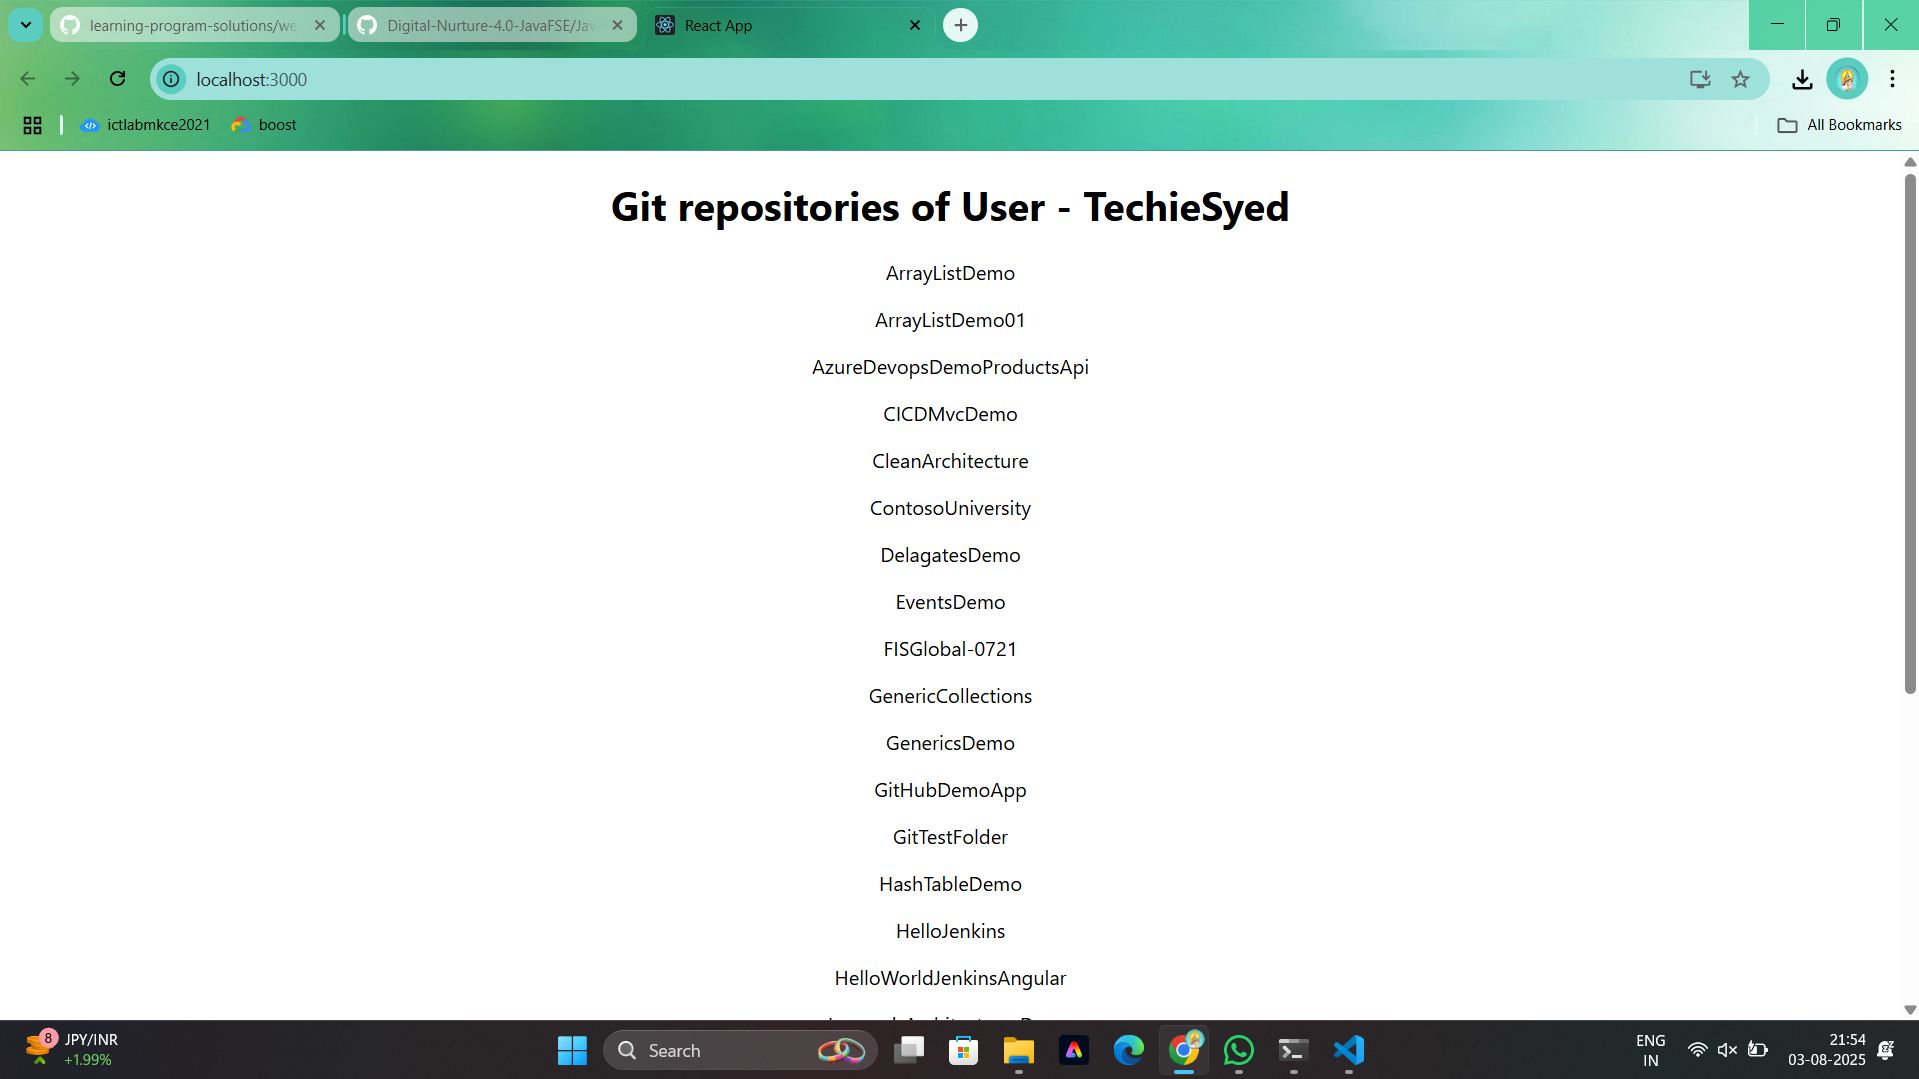 learning-program-solutions/we
Digital-Nurture-4.0-JavaFSE/Jav
React App
localhost:3000
ictlabmkce2021
boost
All Bookmarks
Git repositories of User - TechieSyed
ArrayListDemo
ArrayListDemo01
AzureDevopsDemoProductsApi
CICDMvcDemo
CleanArchitecture
ContosoUniversity
DelagatesDemo
EventsDemo
FISGlobal-0721
GenericCollections
GenericsDemo
GitHubDemoApp
GitTestFolder
HashTableDemo
HelloJenkins
HelloWorldJenkinsAngular
8
JPY/INR
+1.99%
Search
ENG
IN
21:54
03-08-2025